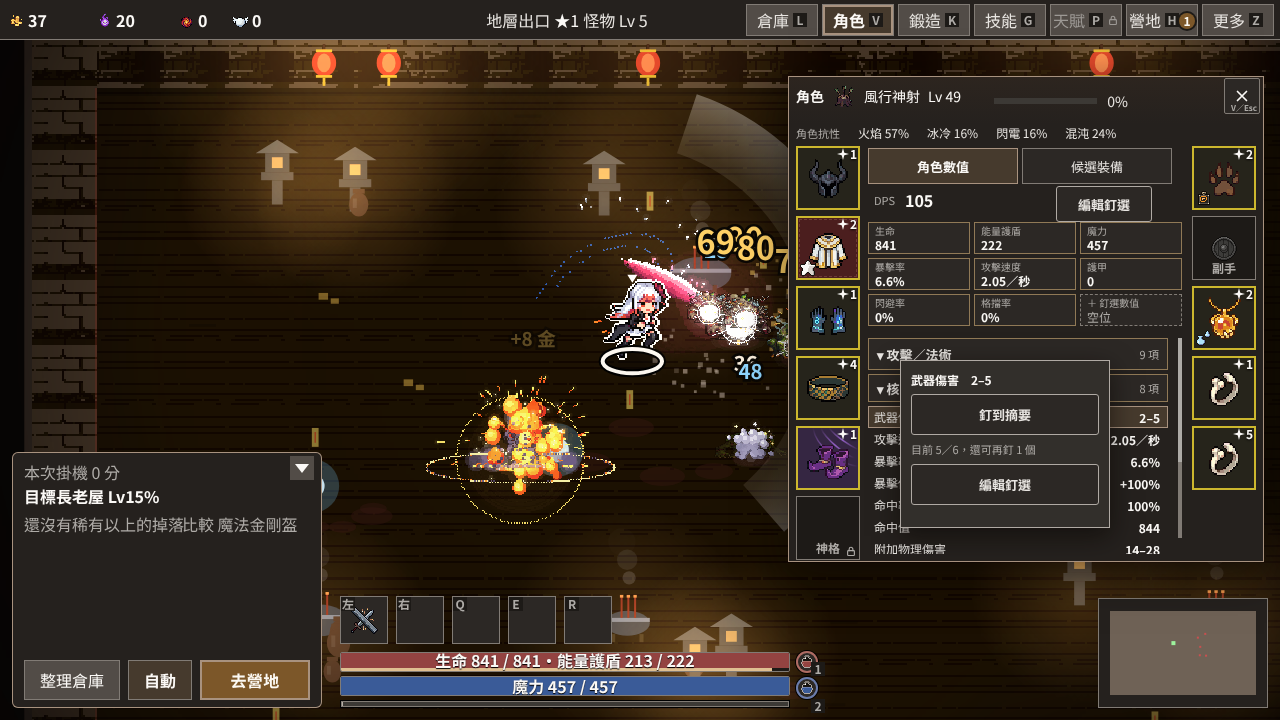 37
20
0
0
地層出口 ★1 怪物 Lv 5
倉庫 L
角色 V
鍛造 K
技能 G
天賦 P
營地 H 1
更多 Z
角色 風行神射 Lv 49 0%
V／Esc
角色抗性 火焰 57% 冰冷 16% 閃電 16% 混沌 24%
1
2
1
4
1
神格
角色數值
候選裝備
DPS 105
編輯釘選
生命 841
能量護盾 222
魔力 457
暴擊率 6.6%
攻擊速度 2.05／秒
護甲 0
閃避率 0%
格擋率 0%
＋釘選數值 空位
▼攻擊／法術 9 項
8 項
2–5
2.05／秒
6.6%
+100%
100%
844
附加物理傷害 14–28
武器傷害 2–5
釘到摘要
目前 5／6，還可再釘 1 個
編輯釘選
2
副手
2
1
5
+8 金
48
本次掛機 0 分
目標長老屋 Lv15%
還沒有稀有以上的掉落比較 魔法金剛盔
整理倉庫
自動
去營地
左
右
Q
E
R
生命 841 / 841・能量護盾 213 / 222
1
魔力 457 / 457
2